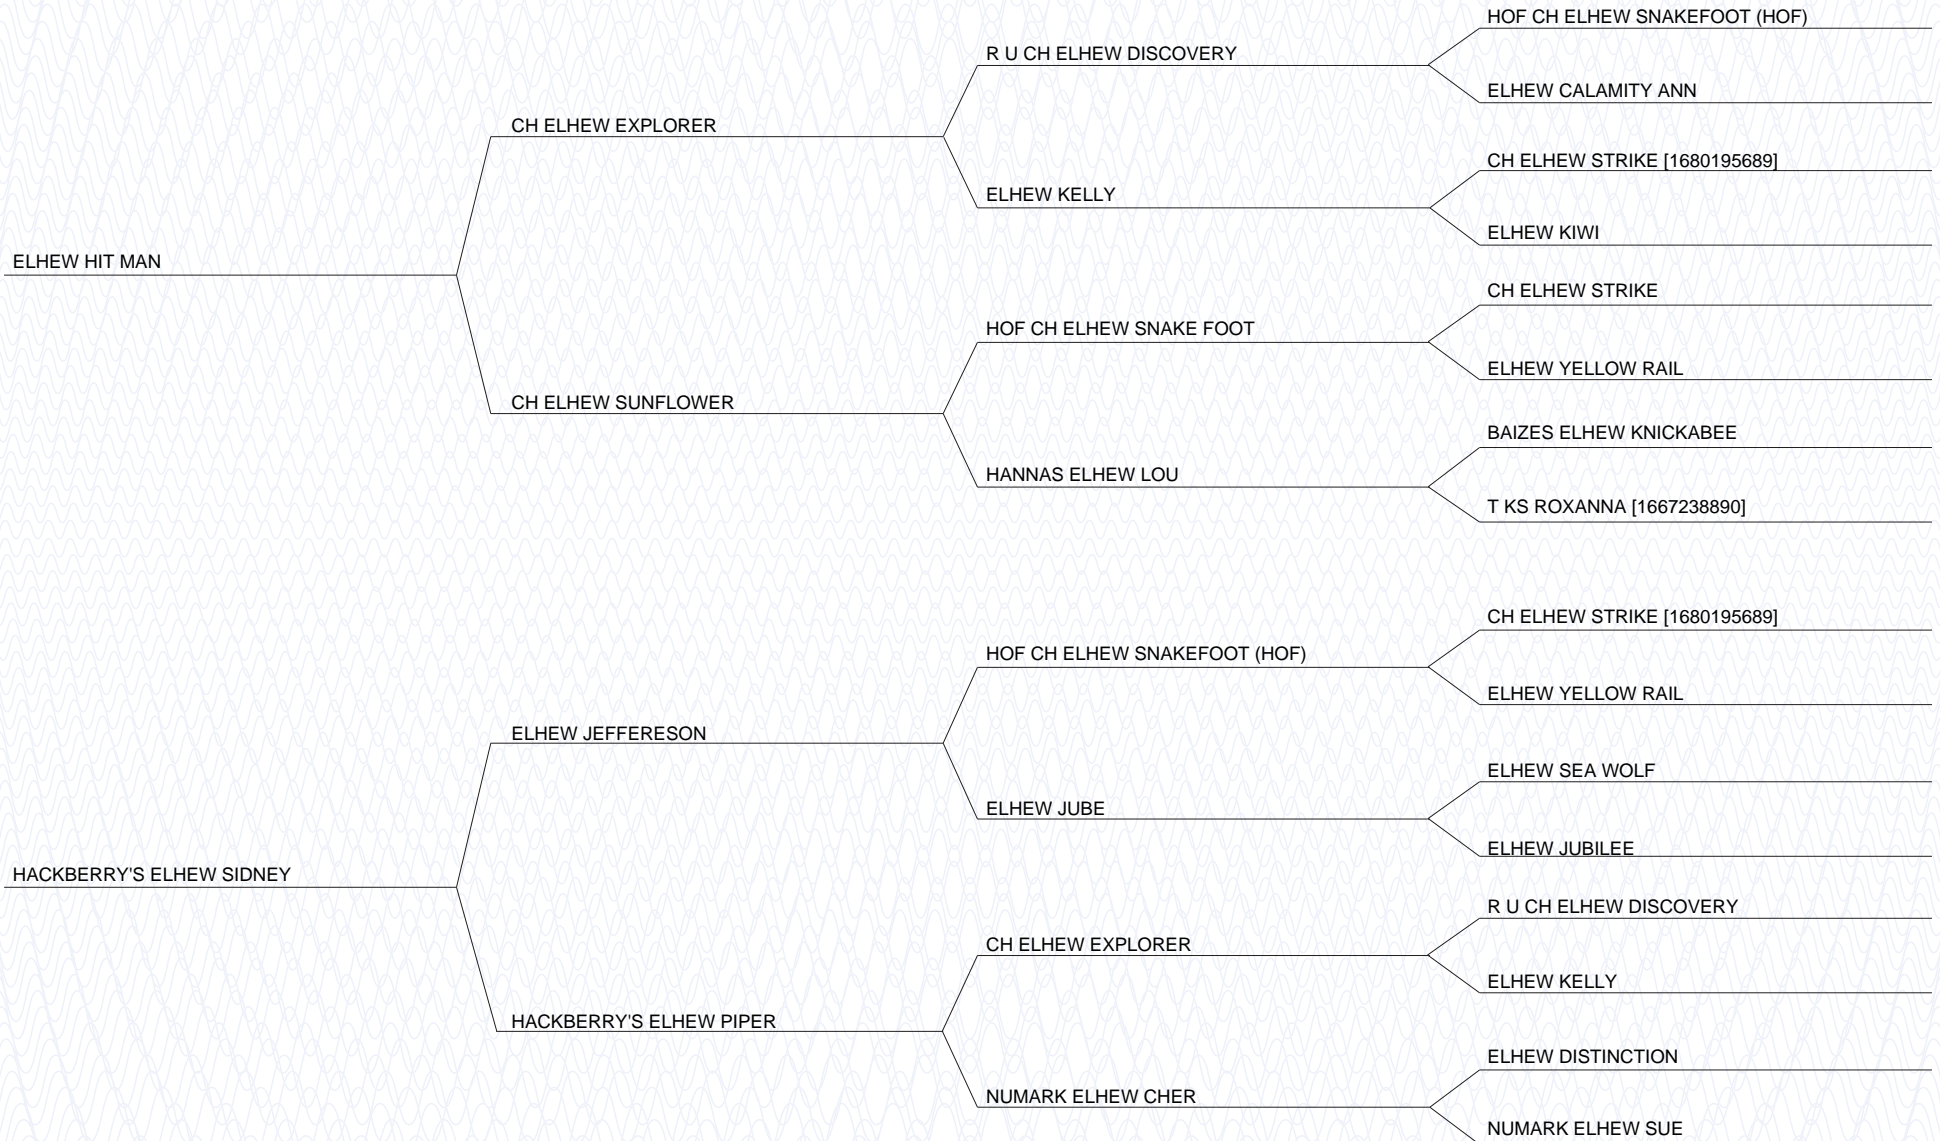 HOF CH ELHEW SNAKEFOOT (HOF)
R U CH ELHEW DISCOVERY
ELHEW CALAMITY ANN
CH ELHEW EXPLORER
CH ELHEW STRIKE [1680195689]
ELHEW KELLY
ELHEW KIWI
ELHEW HIT MAN
CH ELHEW STRIKE
HOF CH ELHEW SNAKE FOOT
ELHEW YELLOW RAIL
CH ELHEW SUNFLOWER
BAIZES ELHEW KNICKABEE
HANNAS ELHEW LOU
T KS ROXANNA [1667238890]
CH ELHEW STRIKE [1680195689]
HOF CH ELHEW SNAKEFOOT (HOF)
ELHEW YELLOW RAIL
ELHEW JEFFERESON
ELHEW SEA WOLF
ELHEW JUBE
ELHEW JUBILEE
HACKBERRY'S ELHEW SIDNEY
R U CH ELHEW DISCOVERY
CH ELHEW EXPLORER
ELHEW KELLY
HACKBERRY'S ELHEW PIPER
ELHEW DISTINCTION
NUMARK ELHEW CHER
NUMARK ELHEW SUE